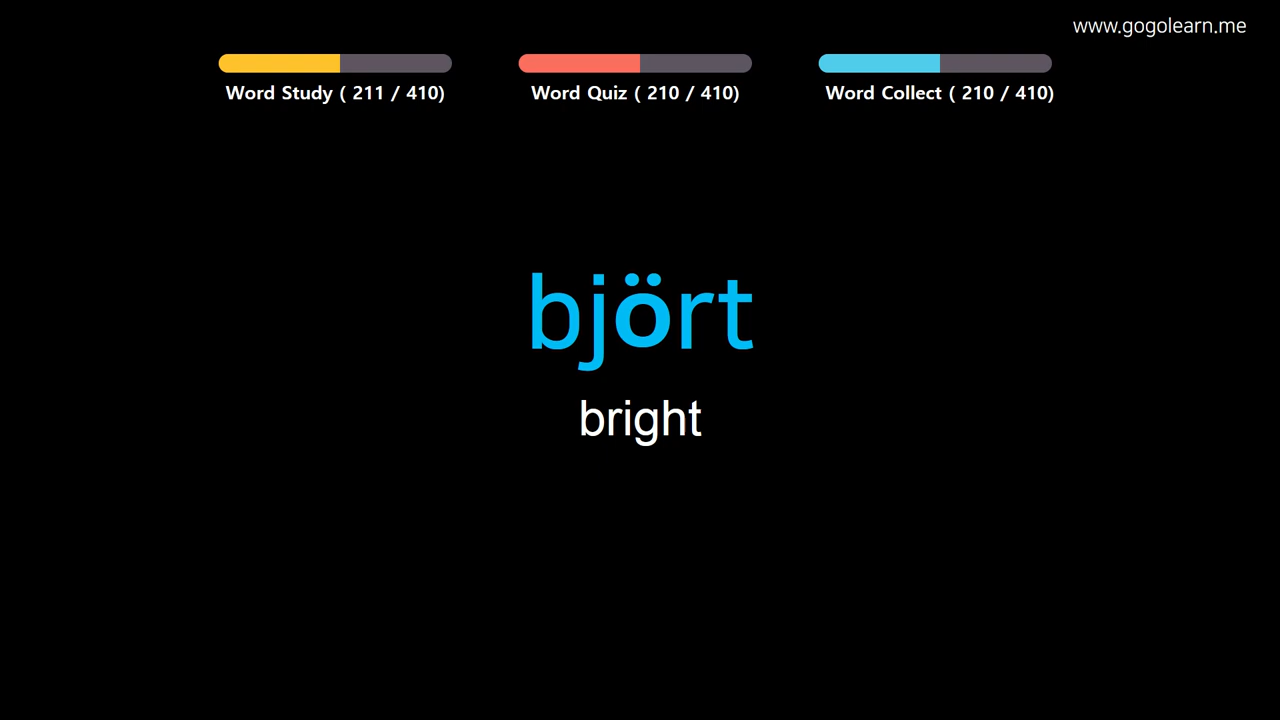 www.gogolearn.me
Word Study ( 211 / 410)
Word Quiz ( 210 / 410)
Word Collect ( 210 / 410)
björt
bright